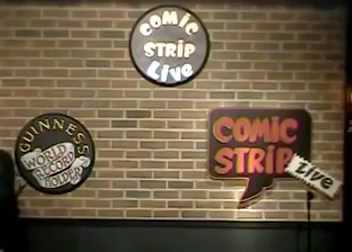 COMIC
STRIP
Live
GUINNESS
WORLD
RECORD
HOLDER
COMIC
STRIP
Live